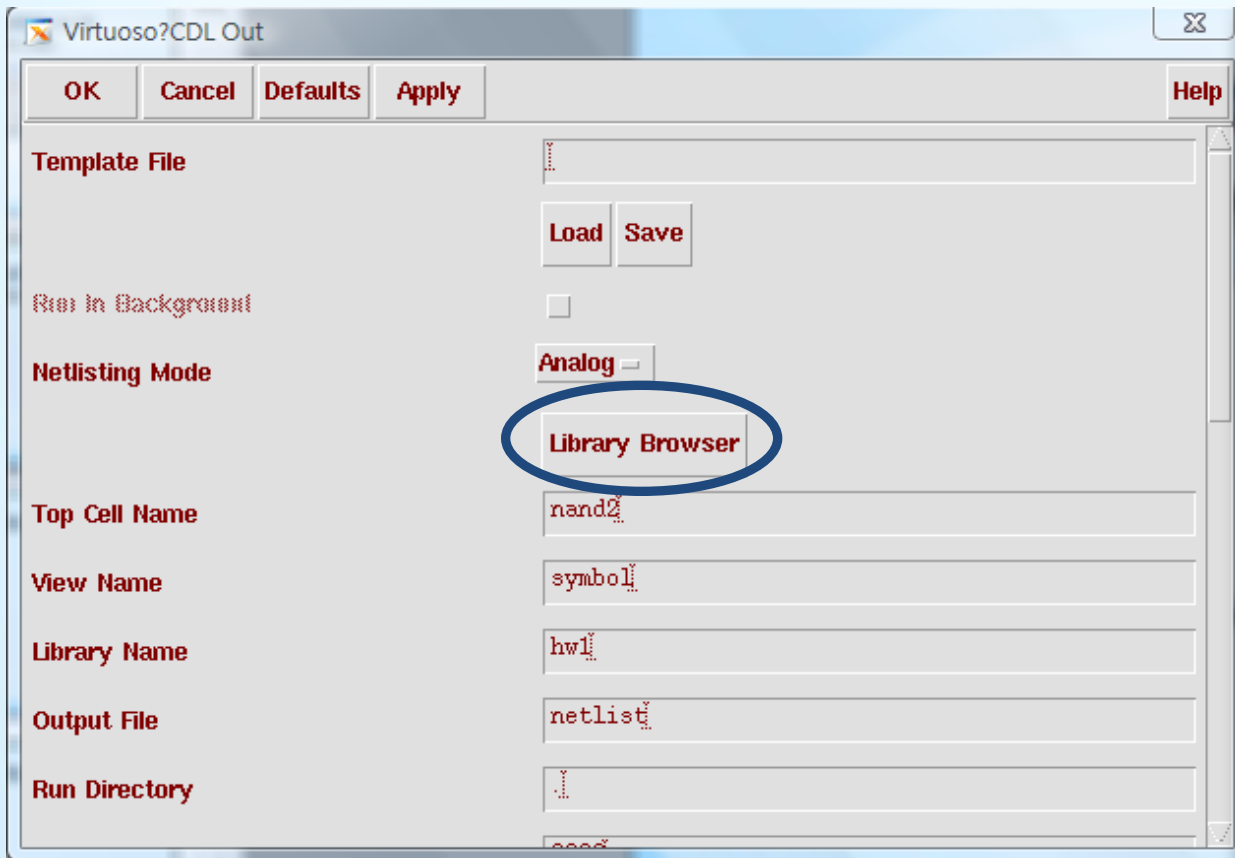 Virtuoso?CDL Out
OK Cancel Defaults Apply Help
Template File
Load Save
Run In Background
Netlisting Mode Analog
Library Browser
Top Cell Name nand2
View Name symbol
Library Name hw1
Output File netlist
Run Directory .